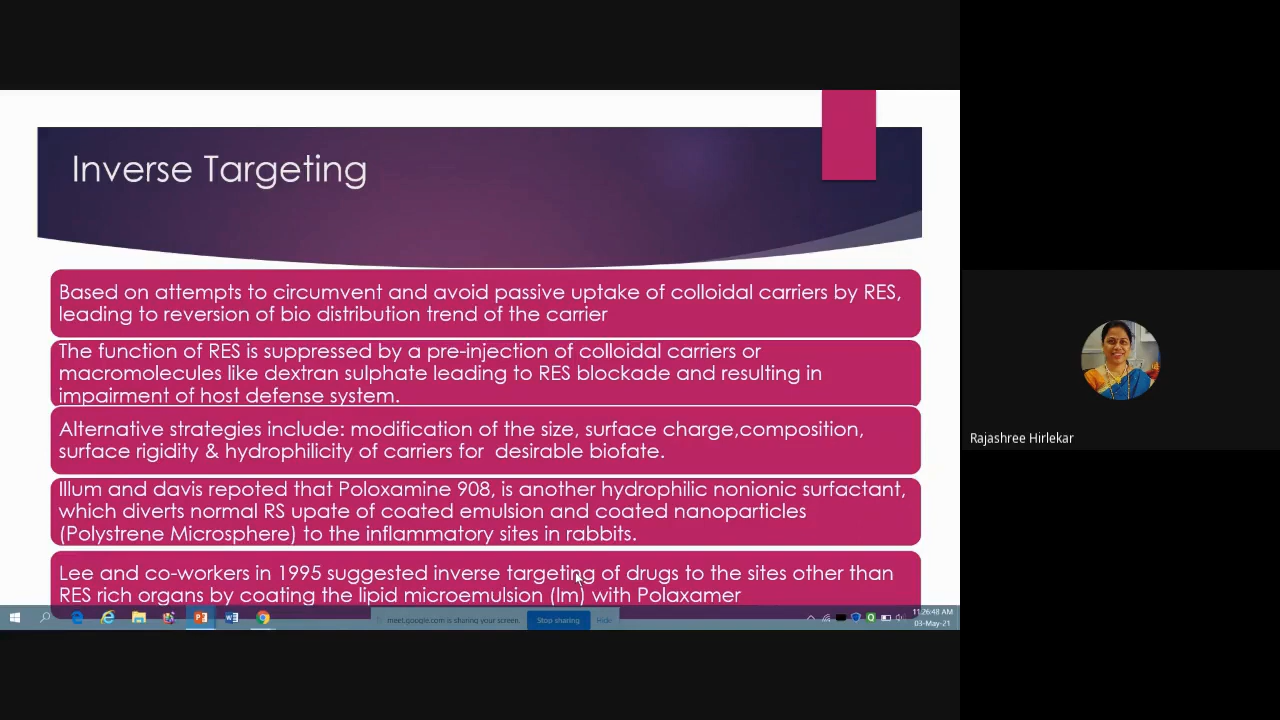 Inverse Targeting
Based on attempts to circumvent and avoid passive uptake of colloidal carriers by RES,
leading to reversion of bio distribution trend of the carrier
The function of RES is suppressed by a pre-injection of colloidal carriers or
macromolecules like dextran sulphate leading to RES blockade and resulting in
impairment of host defense system.
Alternative strategies include: modification of the size, surface charge,composition,
surface rigidity & hydrophilicity of carriers for desirable biofate.
Illum and davis repoted that Poloxamine 908, is another hydrophilic nonionic surfactant,
which diverts normal RS upate of coated emulsion and coated nanoparticles
(Polystrene Microsphere) to the inflammatory sites in rabbits.
Lee and co-workers in 1995 suggested inverse targeting of drugs to the sites other than
RES rich organs by coating the lipid microemulsion (lm) with Polaxamer
meet.google.com is sharing your screen.
Stop sharing
Hide
11:26:48 AM
03-May-21
Rajashree Hirlekar